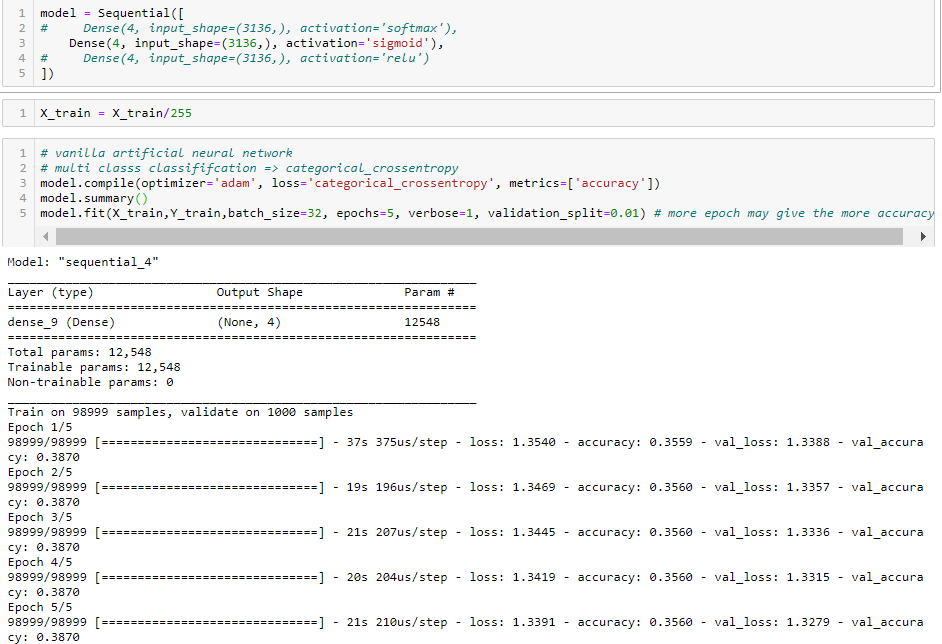 1 model = Sequential([
2 #     Dense(4, input_shape=(3136,), activation='softmax'),
3     Dense(4, input_shape=(3136,), activation='sigmoid'),
4 #     Dense(4, input_shape=(3136,), activation='relu')
5 ])
1 X_train = X_train/255
1 # vanilla artificial neural network
2 # multi classs classififcation => categorical_crossentropy
3 model.compile(optimizer='adam', loss='categorical_crossentropy', metrics=['accuracy'])
4 model.summary()
5 model.fit(X_train,Y_train,batch_size=32, epochs=5, verbose=1, validation_split=0.01) # more epoch may give the more accuracy
Model: "sequential_4"
_________________________________________________________________
Layer (type)                 Output Shape              Param #
=================================================================
dense_9 (Dense)              (None, 4)                 12548
=================================================================
Total params: 12,548
Trainable params: 12,548
Non-trainable params: 0
_________________________________________________________________
Train on 98999 samples, validate on 1000 samples
Epoch 1/5
98999/98999 [==============================] - 37s 375us/step - loss: 1.3540 - accuracy: 0.3559 - val_loss: 1.3388 - val_accura
cy: 0.3870
Epoch 2/5
98999/98999 [==============================] - 19s 196us/step - loss: 1.3469 - accuracy: 0.3560 - val_loss: 1.3357 - val_accura
cy: 0.3870
Epoch 3/5
98999/98999 [==============================] - 21s 207us/step - loss: 1.3445 - accuracy: 0.3560 - val_loss: 1.3336 - val_accura
cy: 0.3870
Epoch 4/5
98999/98999 [==============================] - 20s 204us/step - loss: 1.3419 - accuracy: 0.3560 - val_loss: 1.3315 - val_accura
cy: 0.3870
Epoch 5/5
98999/98999 [==============================] - 21s 210us/step - loss: 1.3391 - accuracy: 0.3560 - val_loss: 1.3279 - val_accura
cy: 0.3870